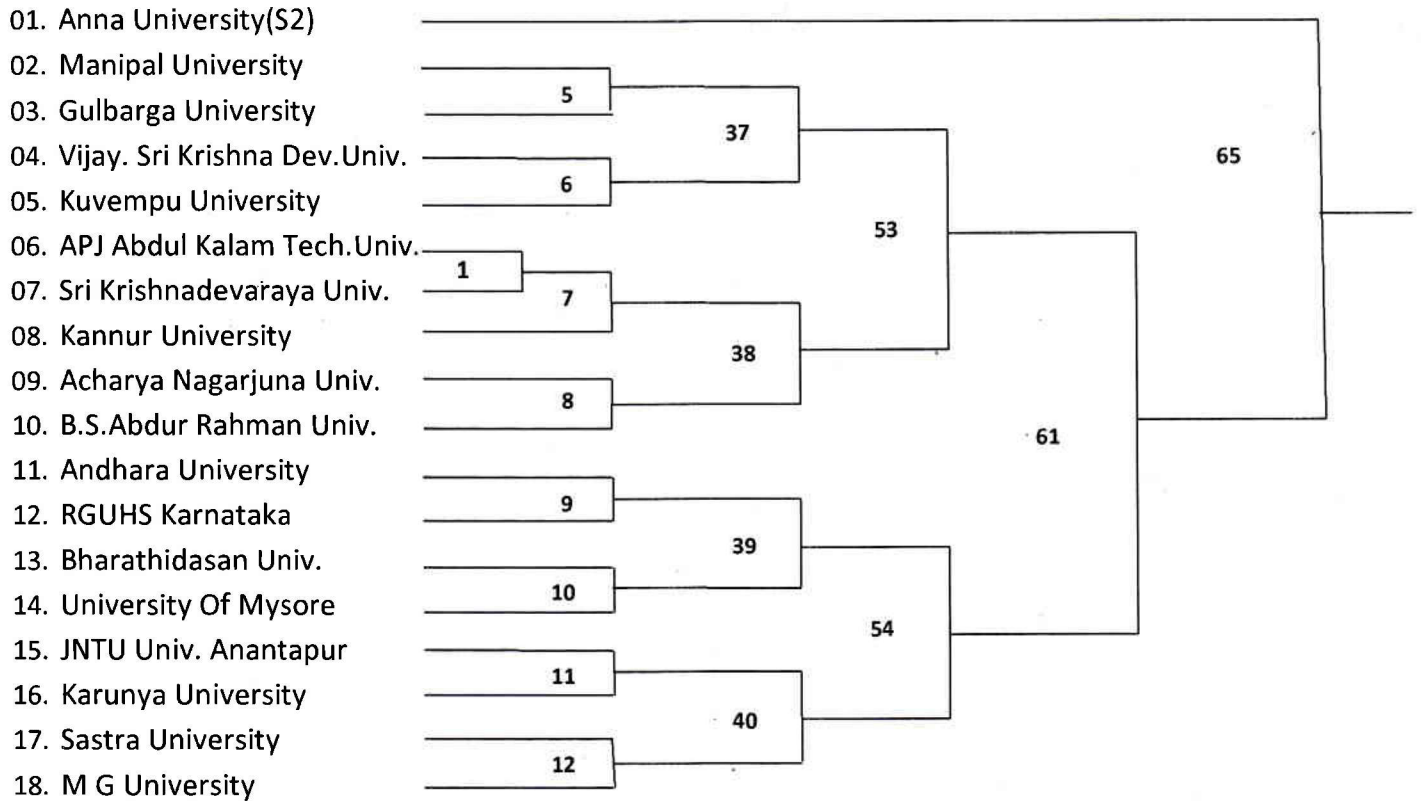 01. Anna University(S2)
02. Manipal University
03. Gulbarga University
04. Vijay. Sri Krishna Dev.Univ.
05. Kuvempu University
06. APJ Abdul Kalam Tech.Univ.
07. Sri Krishnadevaraya Univ.
08. Kannur University
09. Acharya Nagarjuna Univ.
10. B.S.Abdur Rahman Univ.
11. Andhara University
12. RGUHS Karnataka
13. Bharathidasan Univ.
14. University Of Mysore
15. JNTU Univ. Anantapur
16. Karunya University
17. Sastra University
18. M G University
1
5
6
7
8
9
10
11
12
37
38
39
40
53
54
61
65